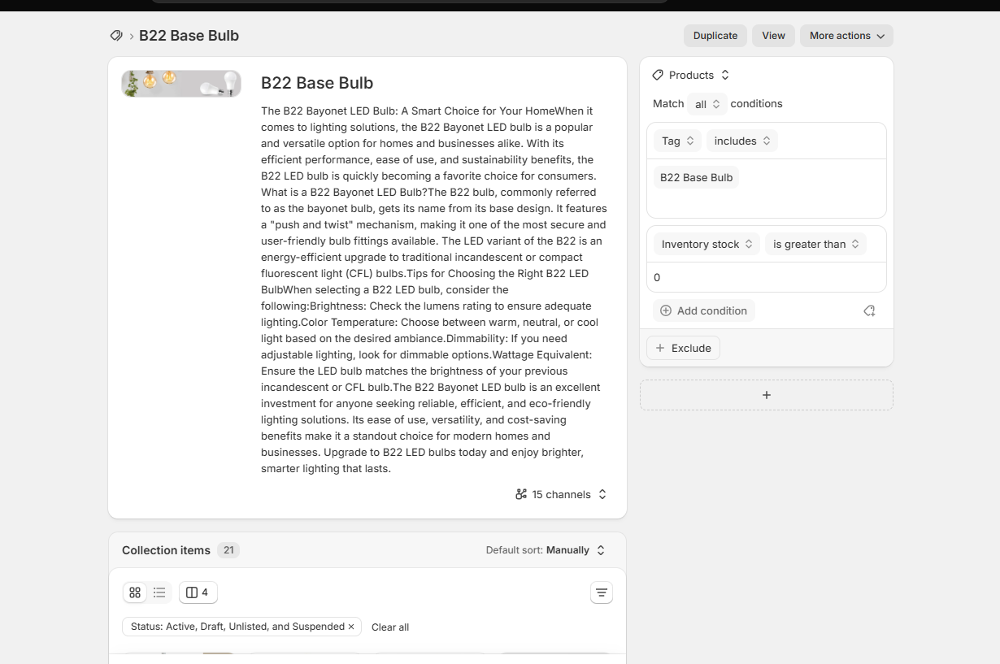 B22 Base Bulb
Duplicate
View
More actions
B22 Base Bulb
The B22 Bayonet LED Bulb: A Smart Choice for Your HomeWhen it
comes to lighting solutions, the B22 Bayonet LED bulb is a popular
and versatile option for homes and businesses alike. With its
efficient performance, ease of use, and sustainability benefits, the
B22 LED bulb is quickly becoming a favorite choice for consumers.
What is a B22 Bayonet LED Bulb?The B22 bulb, commonly referred
to as the bayonet bulb, gets its name from its base design. It features
a "push and twist" mechanism, making it one of the most secure and
user-friendly bulb fittings available. The LED variant of the B22 is an
energy-efficient upgrade to traditional incandescent or compact
fluorescent light (CFL) bulbs.Tips for Choosing the Right B22 LED
BulbWhen selecting a B22 LED bulb, consider the
following:Brightness: Check the lumens rating to ensure adequate
lighting.Color Temperature: Choose between warm, neutral, or cool
light based on the desired ambiance.Dimmability: If you need
adjustable lighting, look for dimmable options.Wattage Equivalent:
Ensure the LED bulb matches the brightness of your previous
incandescent or CFL bulb.The B22 Bayonet LED bulb is an excellent
investment for anyone seeking reliable, efficient, and eco-friendly
lighting solutions. Its ease of use, versatility, and cost-saving
benefits make it a standout choice for modern homes and
businesses. Upgrade to B22 LED bulbs today and enjoy brighter,
smarter lighting that lasts.
15 channels
Products
Match all conditions
Tag includes
B22 Base Bulb
Inventory stock is greater than
0
Add condition
Exclude
Collection items 21
Default sort: Manually
4
Status: Active, Draft, Unlisted, and Suspended
Clear all